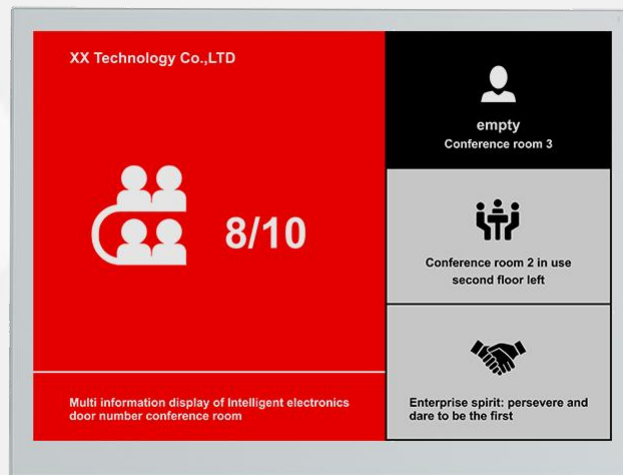 XX Technology Co.,LTD
8/10
Multi information display of Intelligent electronics
door number conference room
empty
Conference room 3
Conference room 2 in use
second floor left
Enterprise spirit: persevere and
dare to be the first